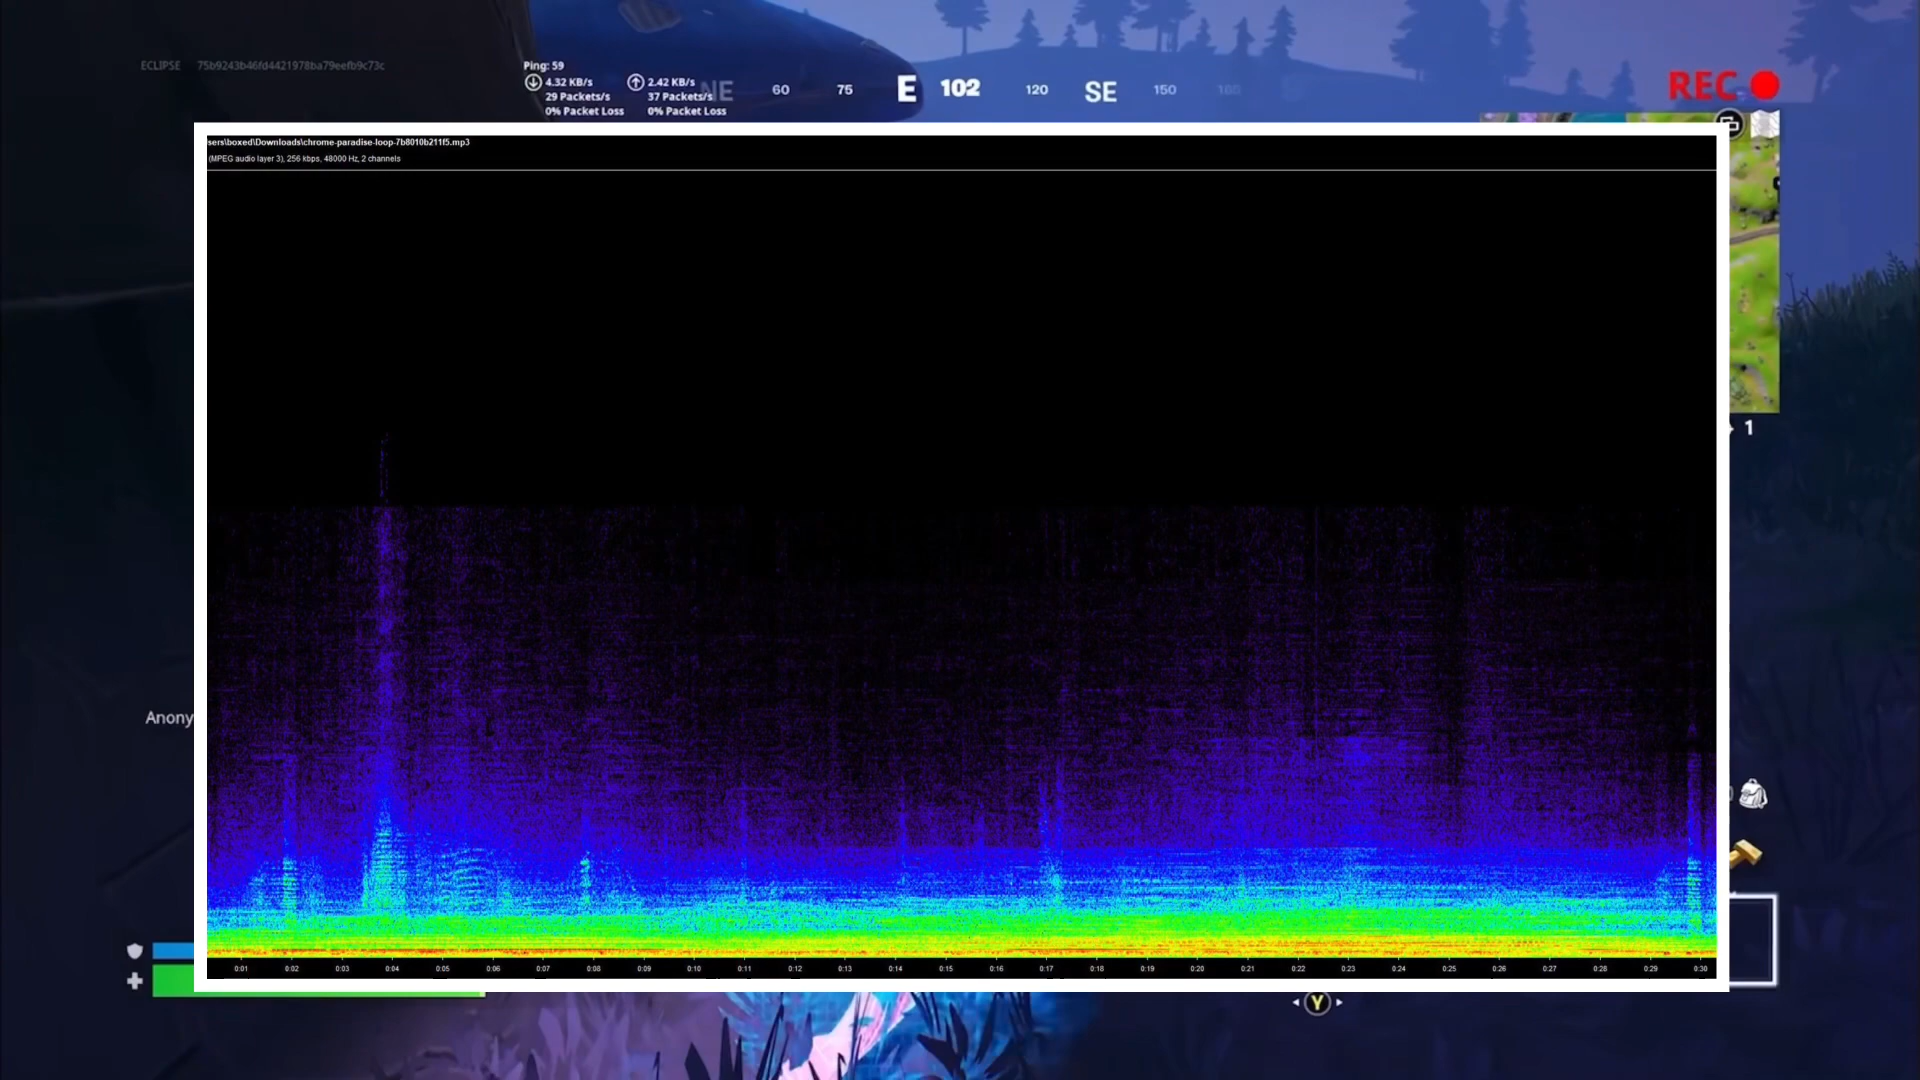 ECLIPSE 75b9243b46fd4421978ba79eefb9c73c
Ping: 59
4.32 KB/s 2.42 KB/s
29 Packets/s 37 Packets/s
0% Packet Loss 0% Packet Loss
NE 60 75 E 102 120 SE 150 165
REC
sers\boxed\Downloads\chrome-paradise-loop-7b8010b211f5.mp3
(MPEG audio layer 3), 256 kbps, 48000 Hz, 2 channels
1
Anony
0:01 0:02 0:03 0:04 0:05 0:06 0:07 0:08 0:09 0:10 0:11 0:12 0:13 0:14 0:15 0:16 0:17 0:18 0:19 0:20 0:21 0:22 0:23 0:24 0:25 0:26 0:27 0:28 0:29 0:30
Y